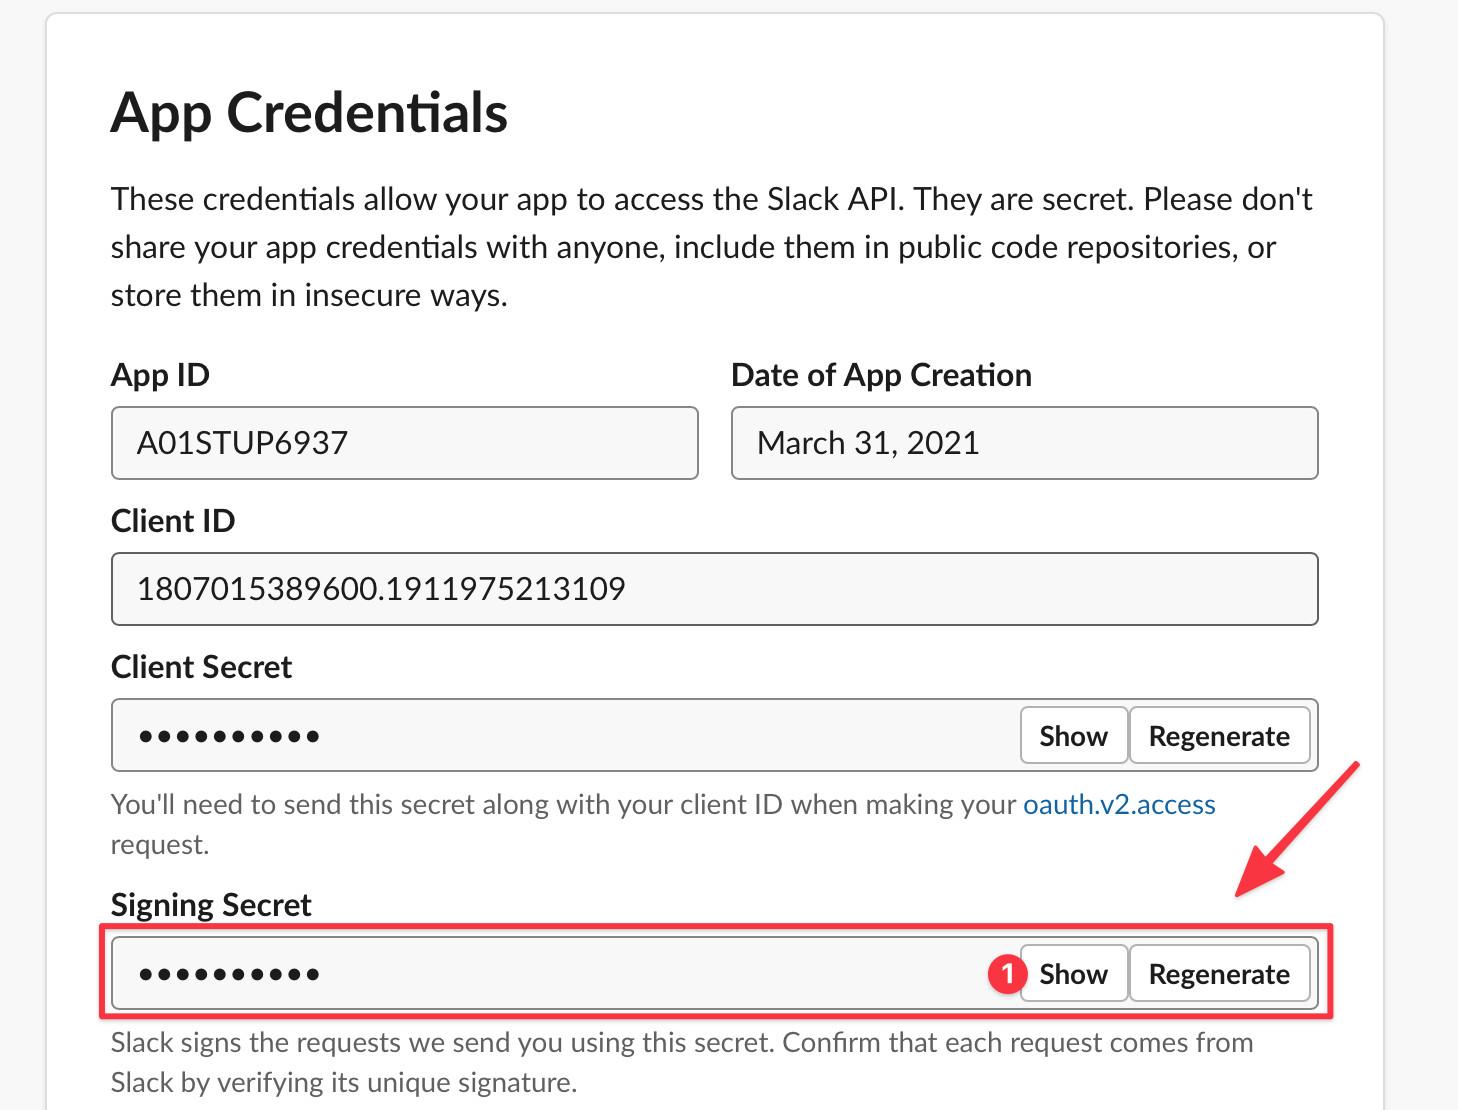 App Credentials
These credentials allow your app to access the Slack API. They are secret. Please don't
share your app credentials with anyone, include them in public code repositories, or
store them in insecure ways.
App ID
Date of App Creation
A01STUP6937
March 31, 2021
Client ID
1807015389600.1911975213109
Client Secret
•••••••••• Show Regenerate
You'll need to send this secret along with your client ID when making your oauth.v2.access
request.
Signing Secret
•••••••••• 1 Show Regenerate
Slack signs the requests we send you using this secret. Confirm that each request comes from
Slack by verifying its unique signature.